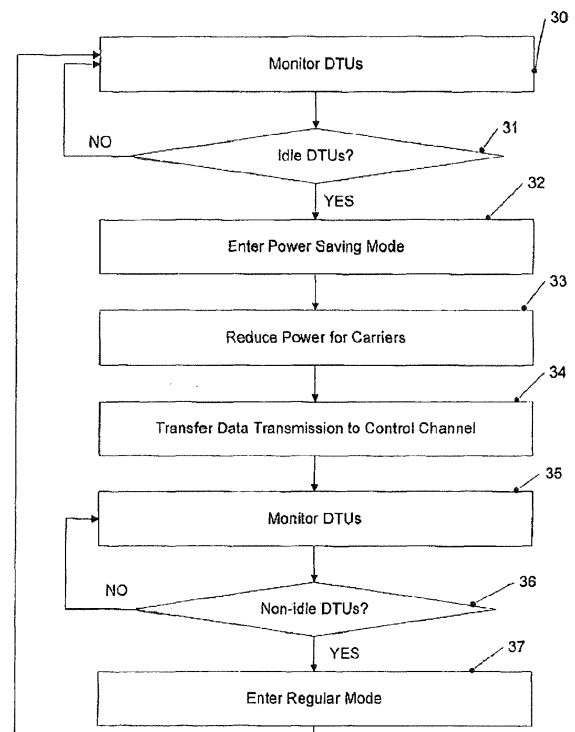 30
Monitor DTUs
31
NO
Idle DTUs?
YES
32
Enter Power Saving Mode
33
Reduce Power for Carriers
34
Transfer Data Transmission to Control Channel
35
Monitor DTUs
36
NO
Non-idle DTUs?
YES
37
Enter Regular Mode